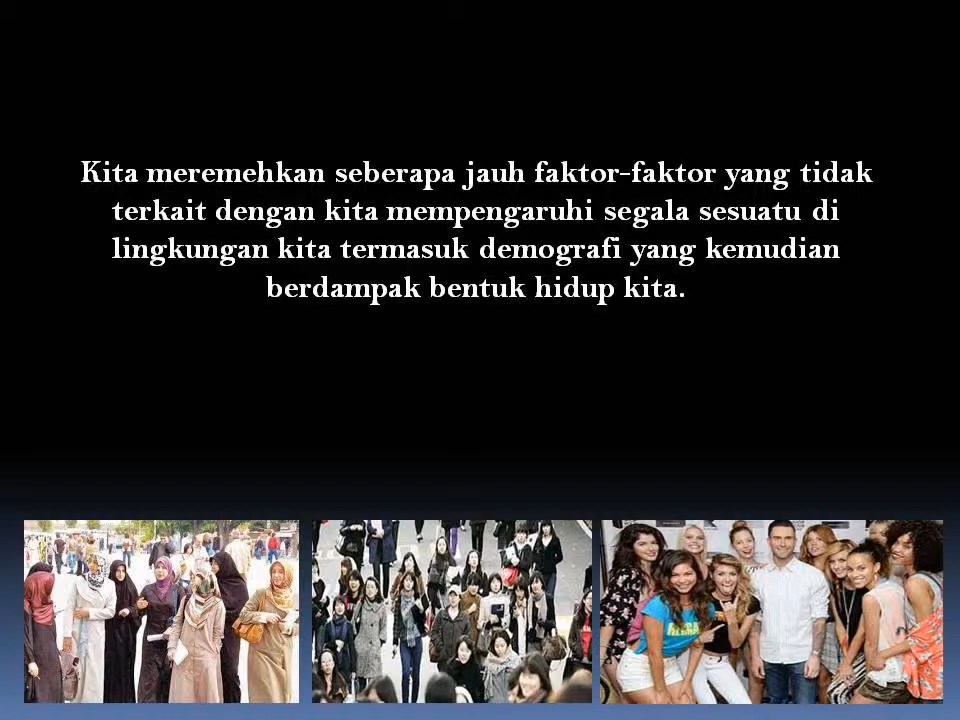 Kita meremehkan seberapa jauh faktor-faktor yang tidak
terkait dengan kita mempengaruhi segala sesuatu di
lingkungan kita termasuk demografi yang kemudian
berdampak bentuk hidup kita.